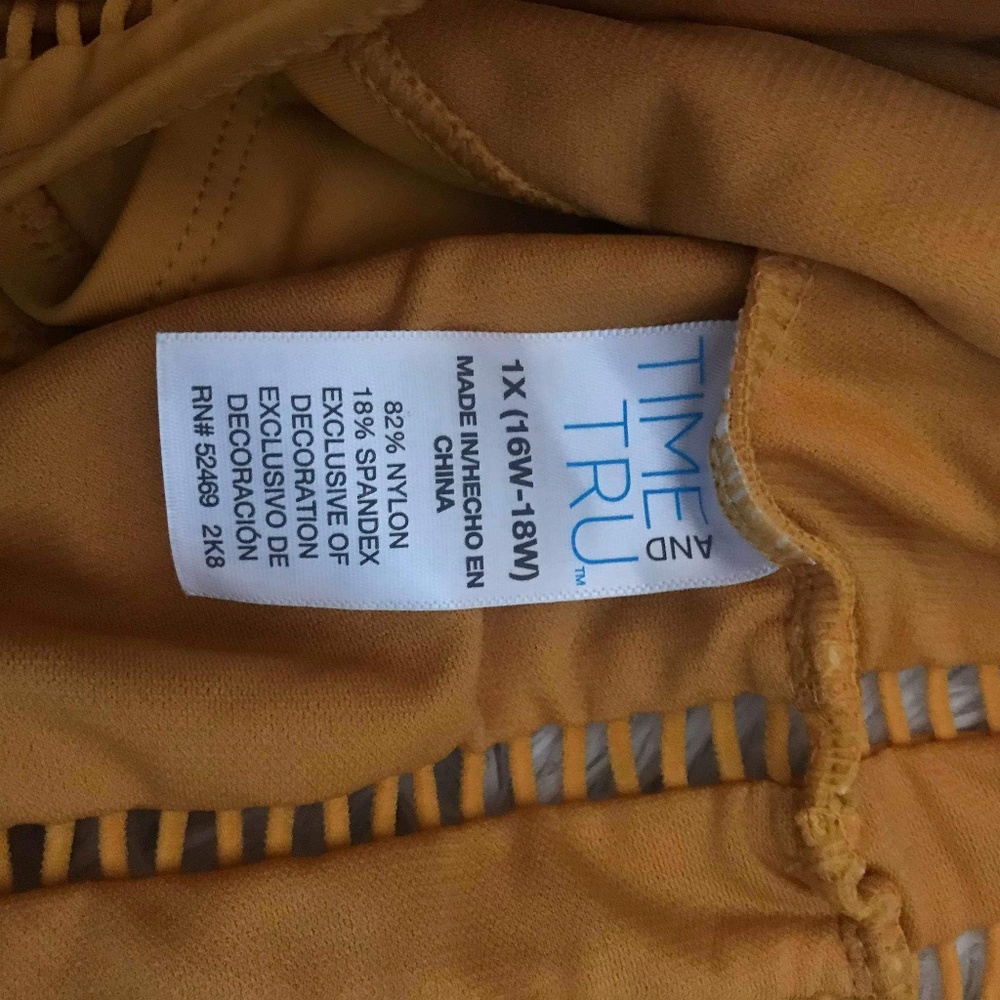 TIME
AND
TRU™
1X (16W-18W)
MADE IN/HECHO EN
CHINA
82% NYLON
18% SPANDEX
EXCLUSIVE OF
DECORATION
EXCLUSIVO DE
DECORACIÓN
RN# 52469 2K8